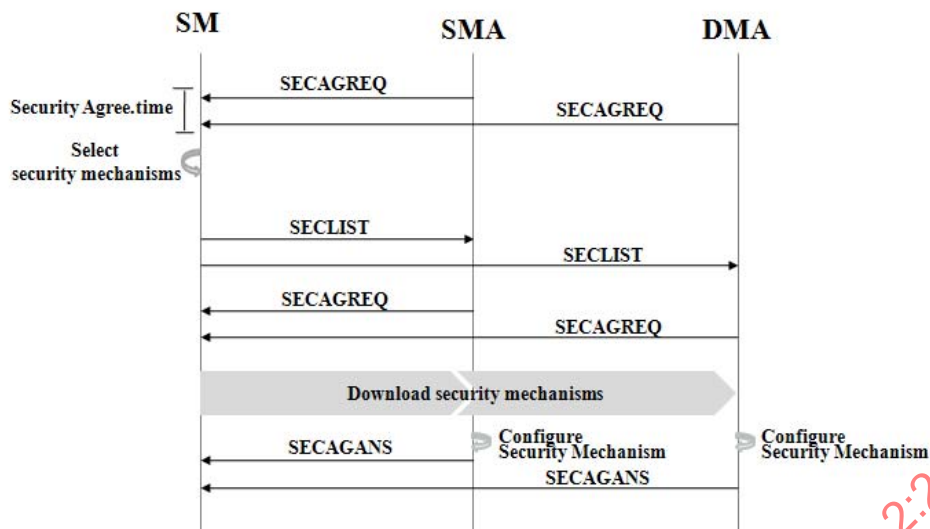 SM
SMA
DMA
SECAGREQ
Security Agree.time
SECAGREQ
Select
security mechanisms
SECLIST
SECLIST
SECAGREQ
SECAGREQ
Download security mechanisms
Configure
Security Mechanism
Configure
Security Mechanism
SECAGANS
SECAGANS